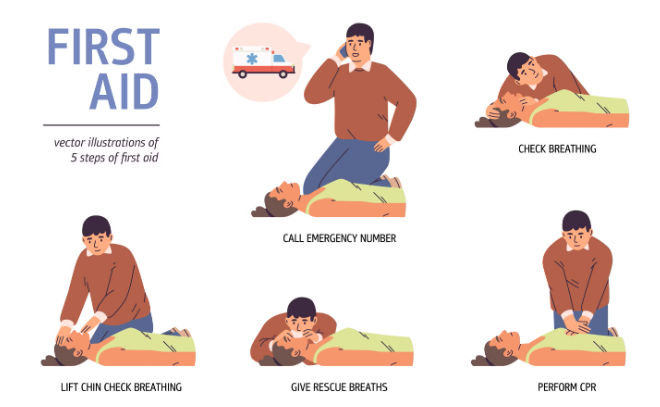 FIRST
AID
vector illustrations of
5 steps of first aid
CALL EMERGENCY NUMBER
CHECK BREATHING
LIFT CHIN CHECK BREATHING
GIVE RESCUE BREATHS
PERFORM CPR